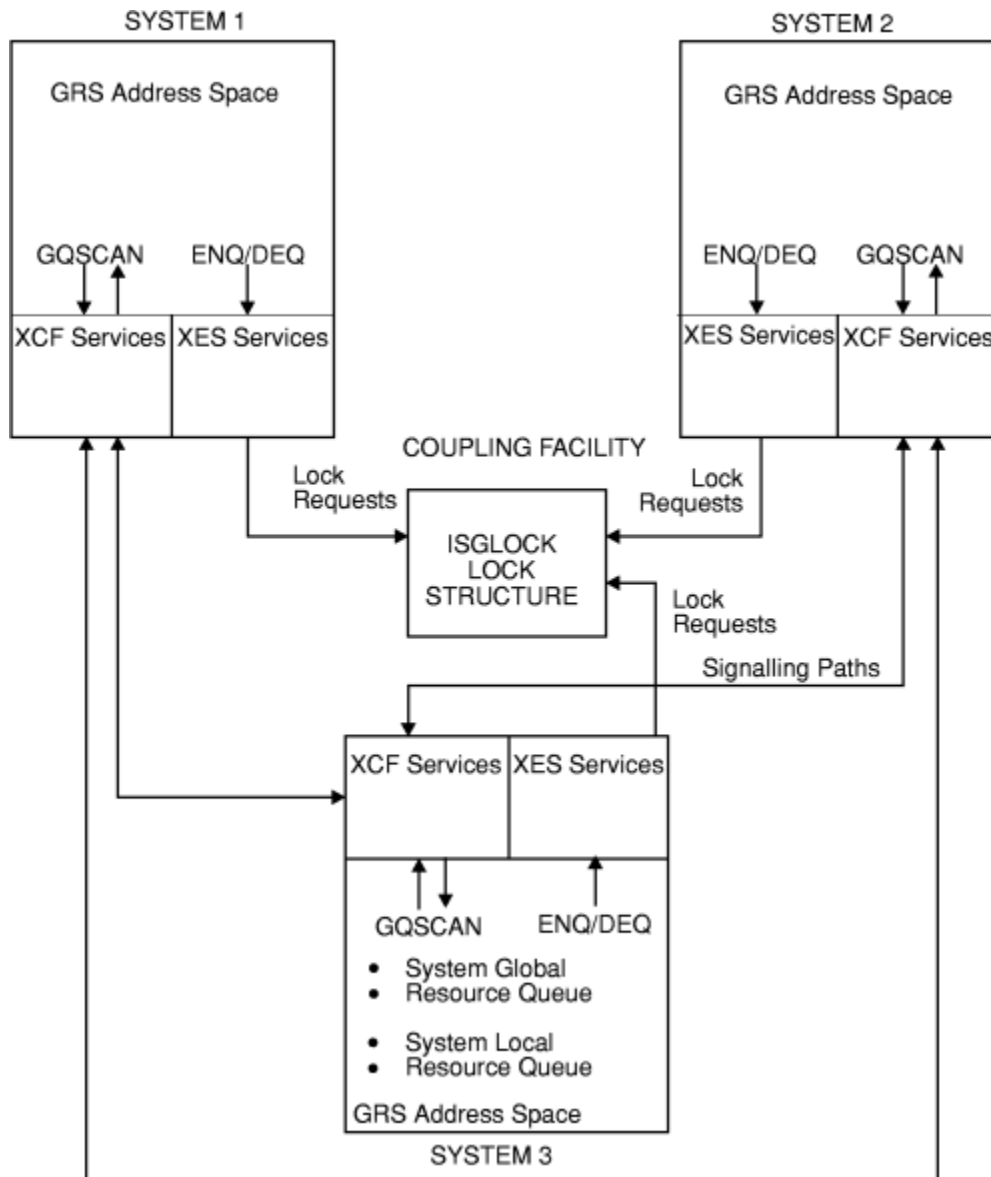 SYSTEM 1
SYSTEM 2
GRS Address Space
GRS Address Space
GQSCAN
ENQ/DEQ
ENQ/DEQ
GQSCAN
XCF Services
XES Services
XES Services
XCF Services
COUPLING FACILITY
Lock
Requests
Lock
Requests
ISGLOCK
LOCK
STRUCTURE
Lock
Requests
Signalling Paths
XCF Services
XES Services
GQSCAN
ENQ/DEQ
• System Global
• Resource Queue
• System Local
• Resource Queue
GRS Address Space
SYSTEM 3